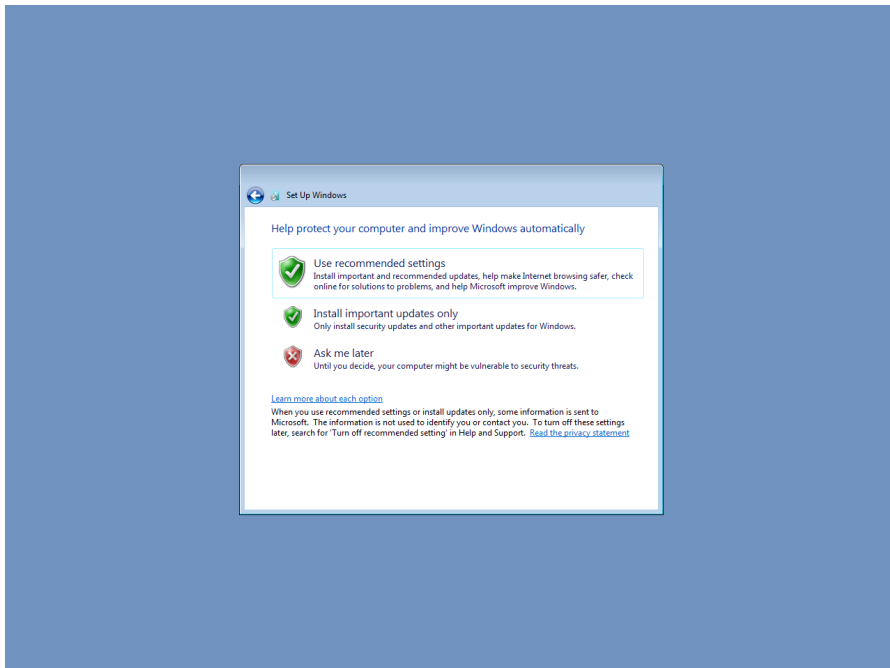 Set Up Windows
Help protect your computer and improve Windows automatically
Use recommended settings
Install important and recommended updates, help make Internet browsing safer, check
online for solutions to problems, and help Microsoft improve Windows.
Install important updates only
Only install security updates and other important updates for Windows.
Ask me later
Until you decide, your computer might be vulnerable to security threats.
Learn more about each option
When you use recommended settings or install updates only, some information is sent to
Microsoft. The information is not used to identify you or contact you. To turn off these settings
later, search for 'Turn off recommended setting' in Help and Support. Read the privacy statement